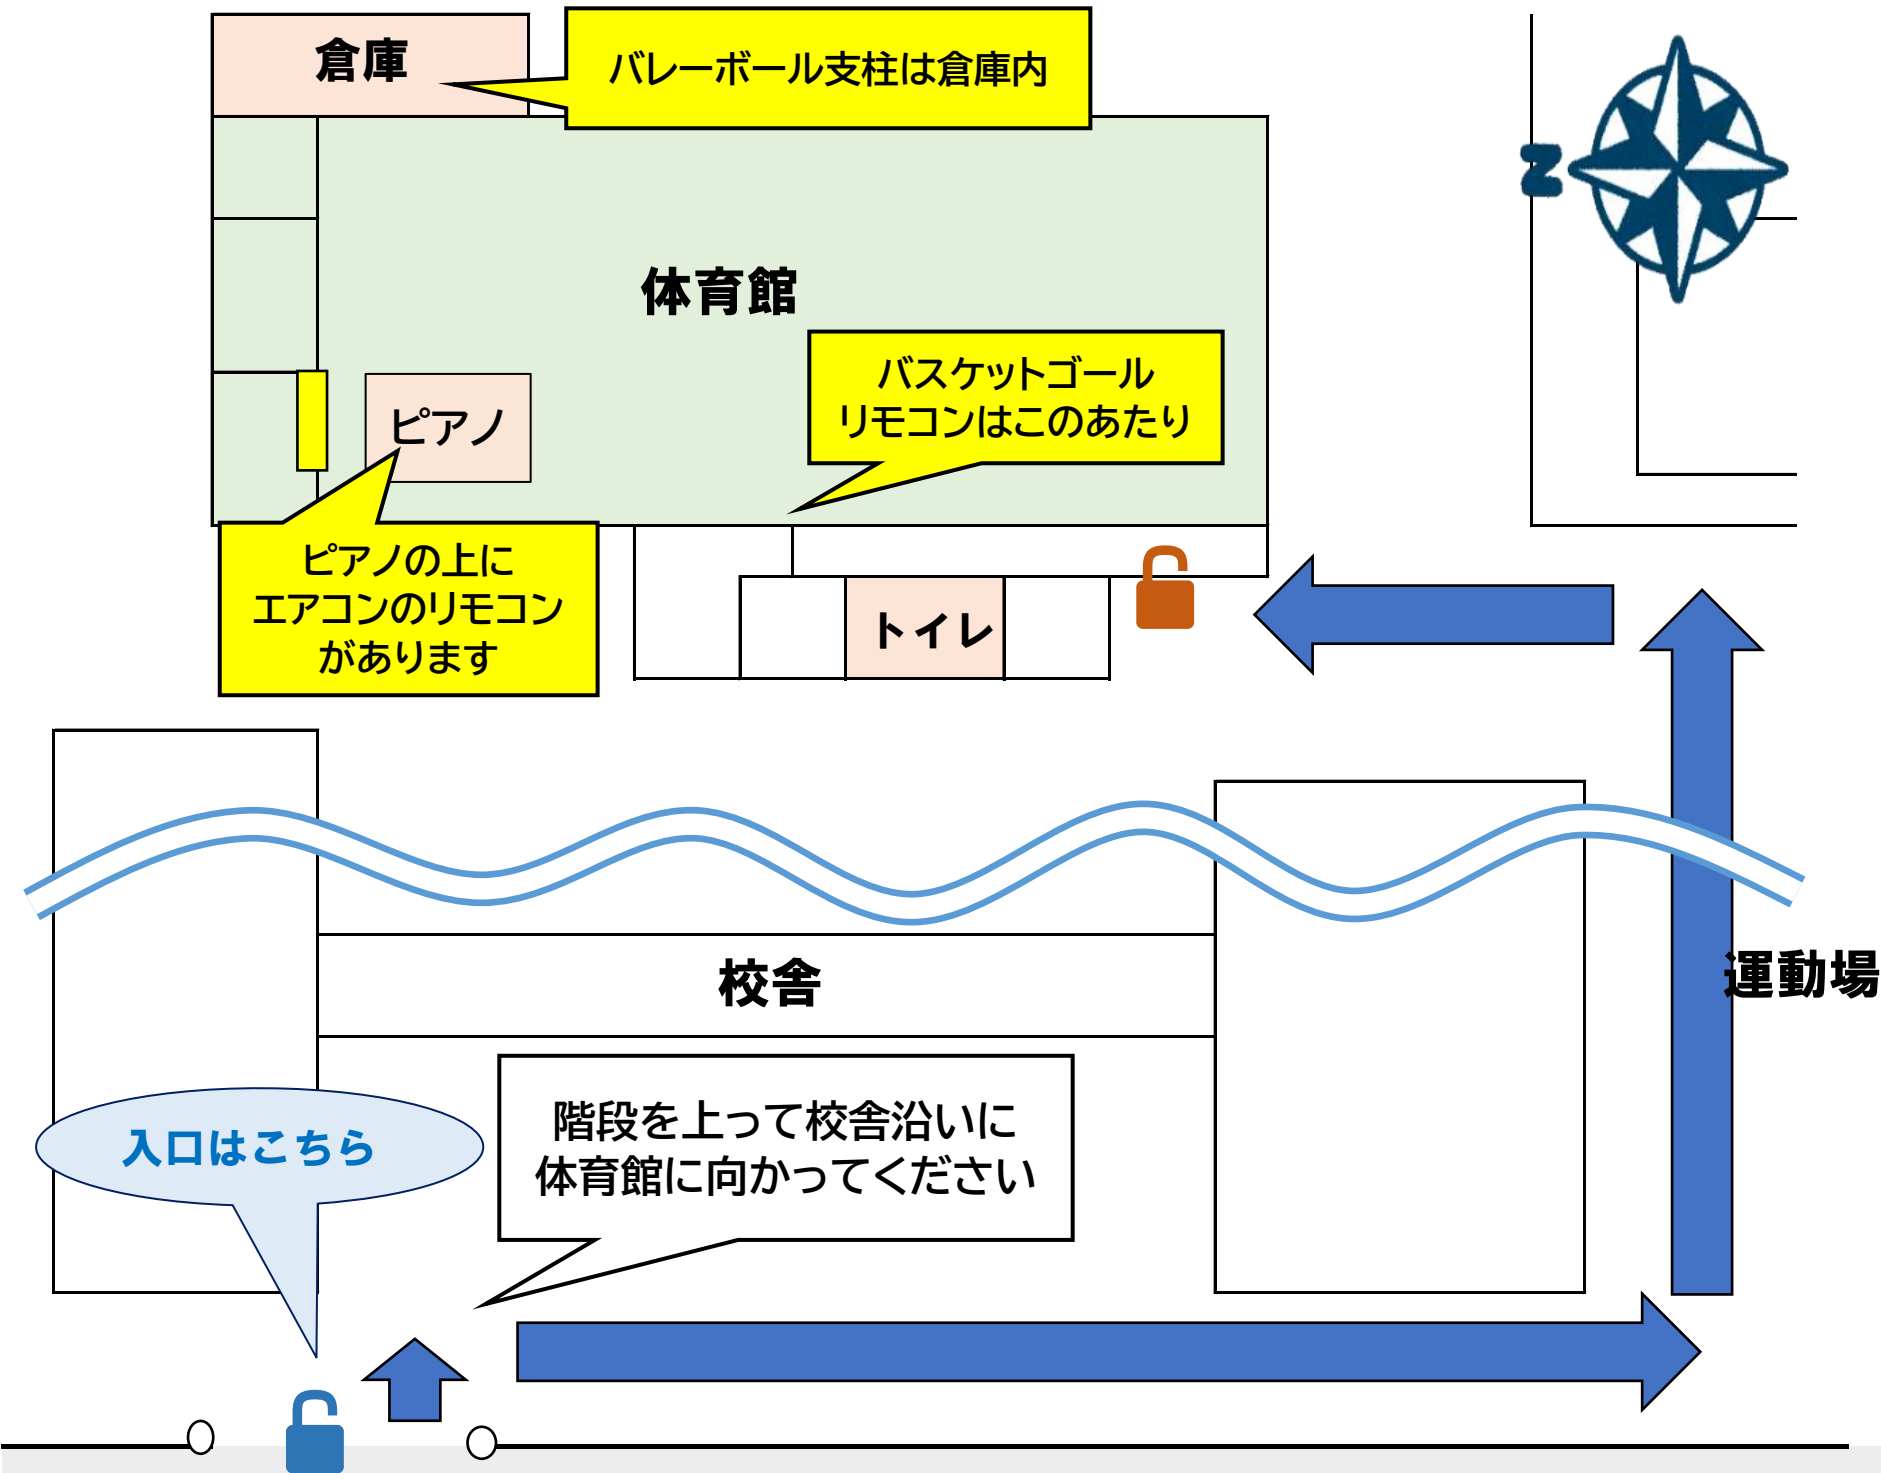 倉庫
バレーボール支柱は倉庫内
N
体育館
バスケットゴール
リモコンはこのあたり
ピアノ
ピアノの上に
エアコンのリモコン
があります
トイレ
校舎
運動場
階段を上って校舎沿いに
体育館に向かってください
入口はこちら